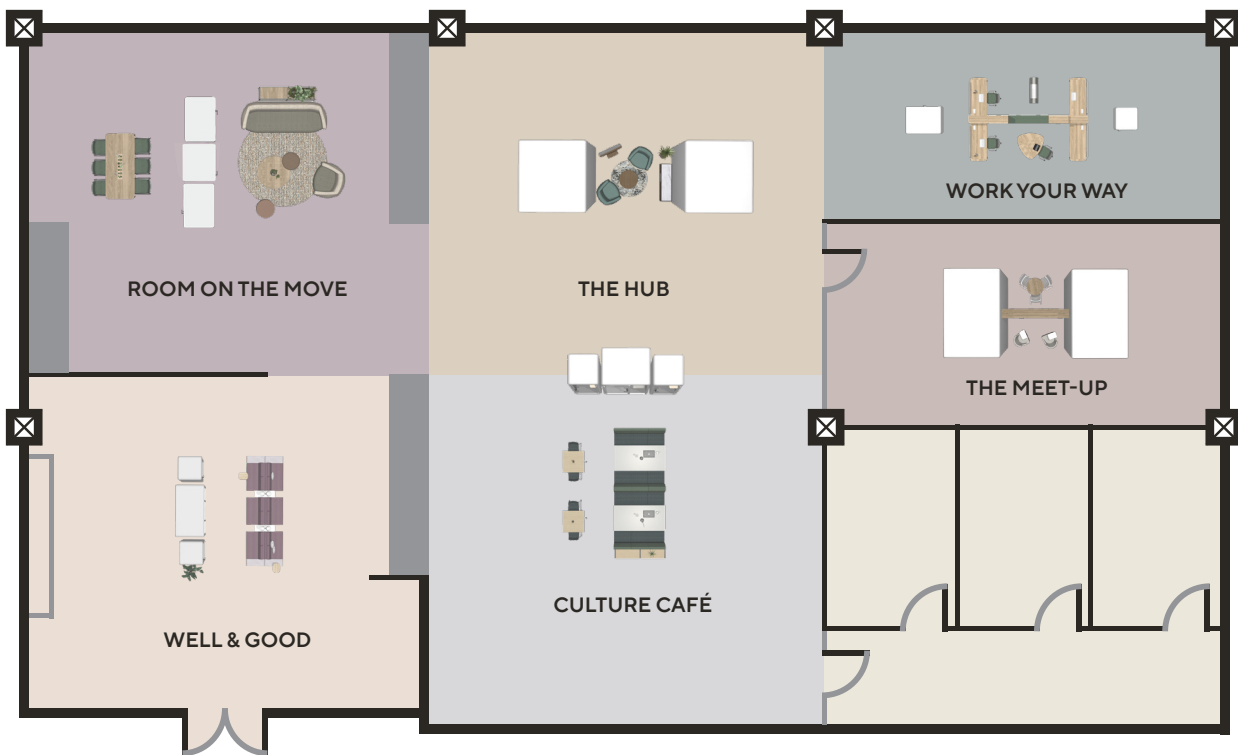 WORK YOUR WAY
ROOM ON THE MOVE
THE HUB
THE MEET-UP
CULTURE CAFÉ
WELL & GOOD